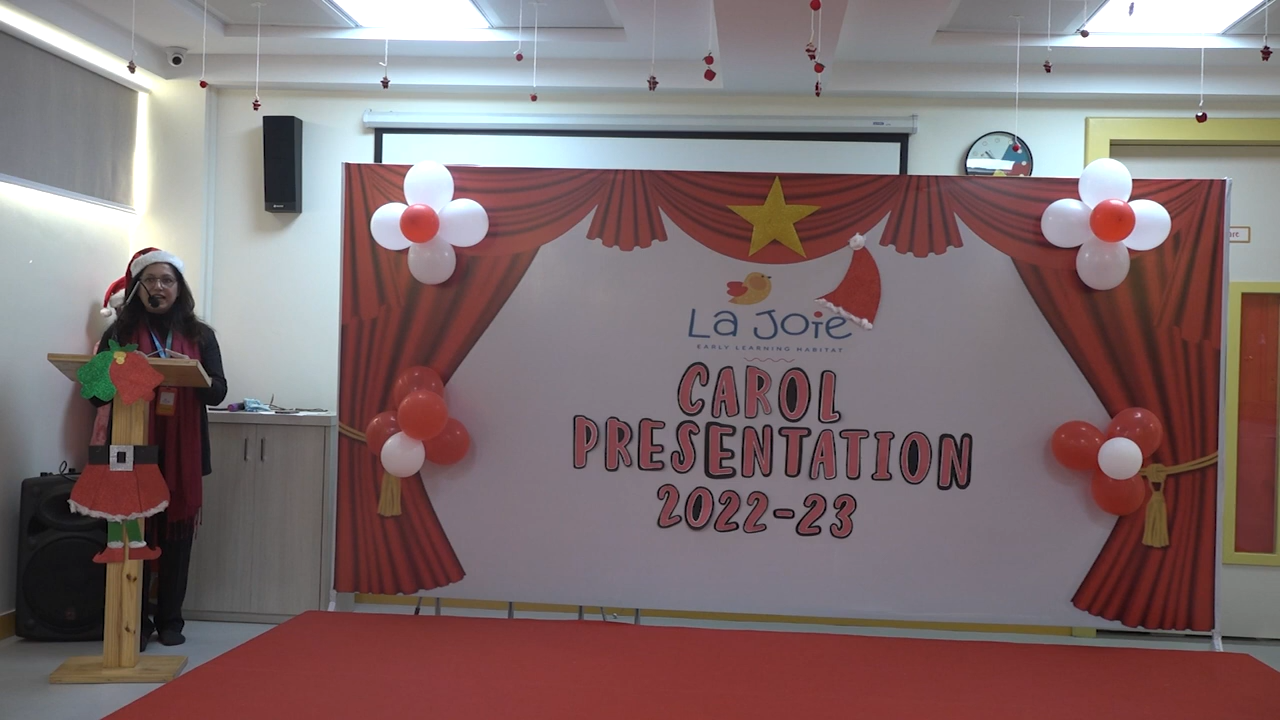 La Joie
EARLY LEARNING HABITAT
CAROL
PRESENTATION
2022-23